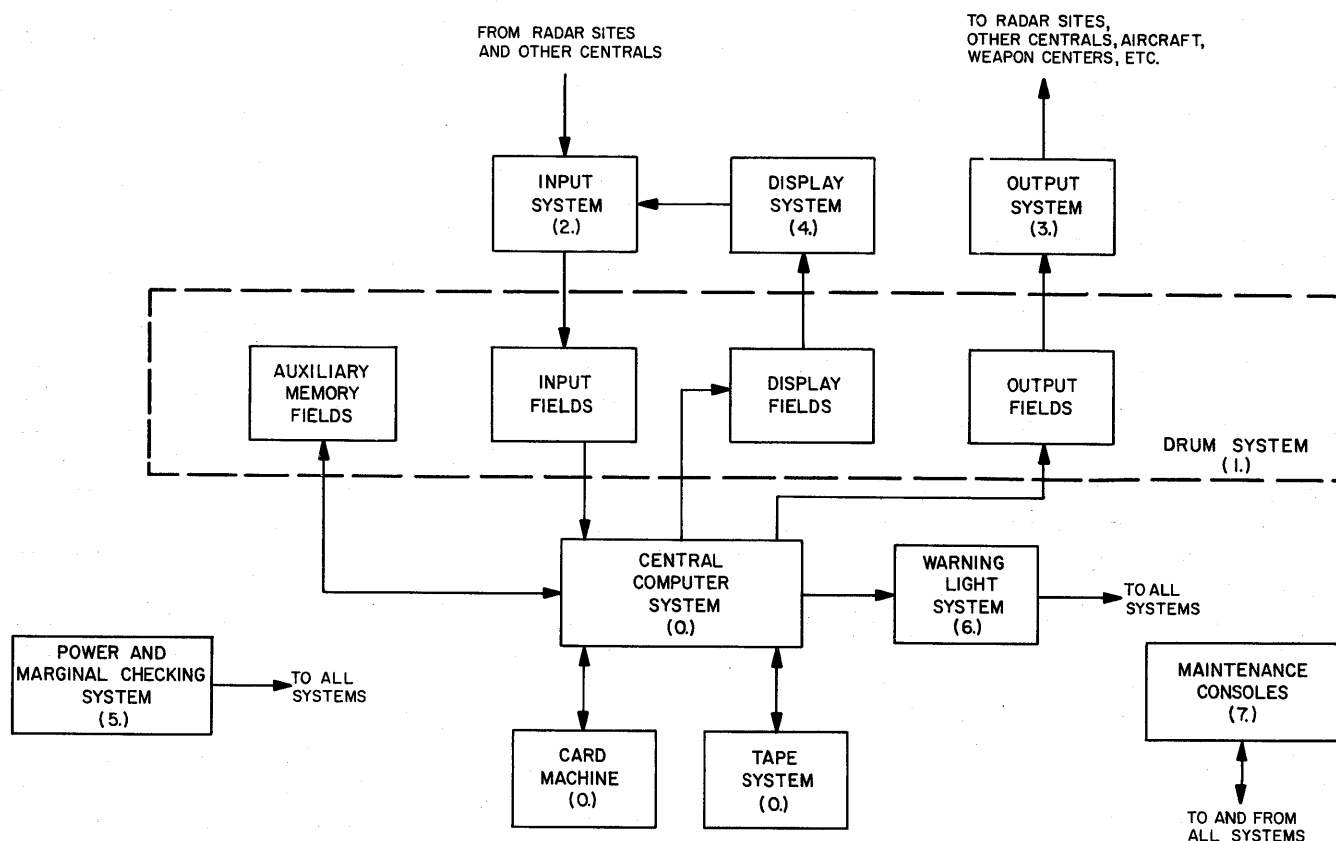 FROM RADAR SITES
AND OTHER CENTRALS
TO RADAR SITES,
OTHER CENTRALS, AIRCRAFT,
WEAPON CENTERS, ETC.
INPUT
SYSTEM
(2.)
DISPLAY
SYSTEM
(4.)
OUTPUT
SYSTEM
(3.)
AUXILIARY
MEMORY
FIELDS
INPUT
FIELDS
DISPLAY
FIELDS
OUTPUT
FIELDS
DRUM SYSTEM
(1.)
CENTRAL
COMPUTER
SYSTEM
(0.)
WARNING
LIGHT
SYSTEM
(6.)
TO ALL
SYSTEMS
POWER AND
MARGINAL CHECKING
SYSTEM
(5.)
TO ALL
SYSTEMS
MAINTENANCE
CONSOLES
(7.)
CARD
MACHINE
(0.)
TAPE
SYSTEM
(0.)
TO AND FROM
ALL SYSTEMS